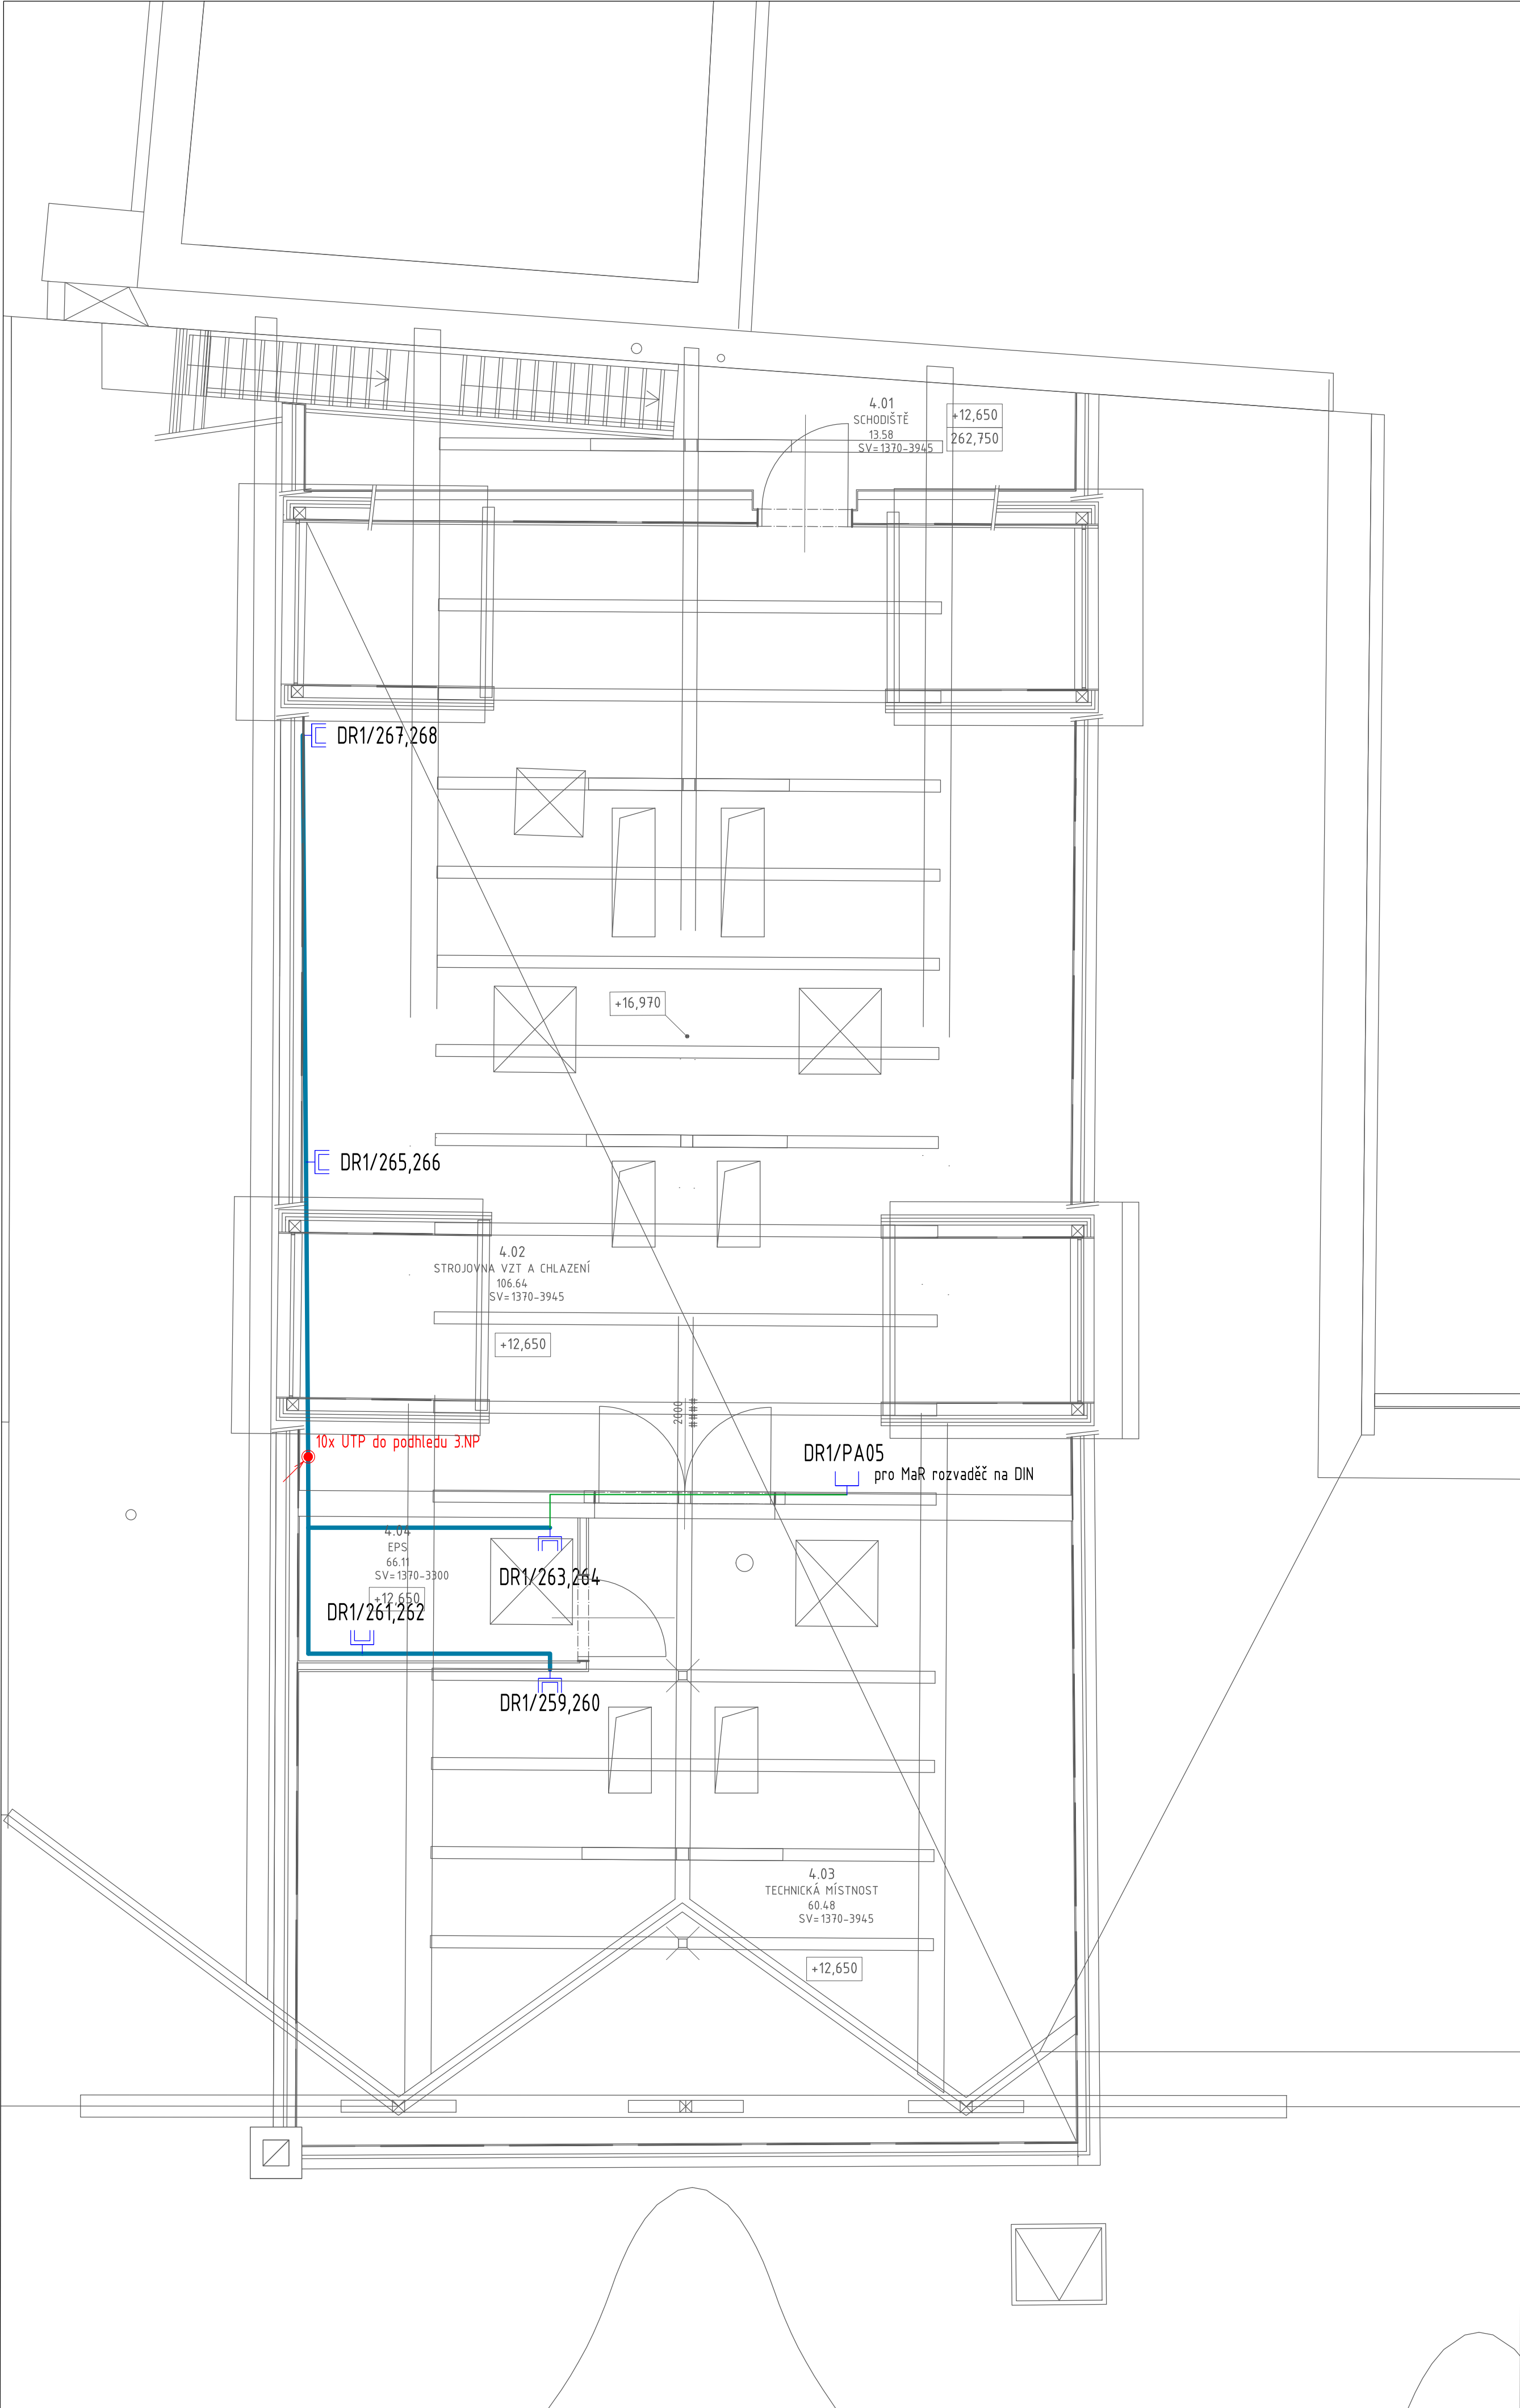 4.01
SCHODIŠTĚ
13.58
SV=1370-3945
+12,650
262,750
DR1/267,268
+16,970
DR1/265,266
4.02
STROJOVNA VZT A CHLAZENÍ
106.64
SV=1370-3945
+12,650
2000
####
10x UTP do podhledu 3.NP
DR1/PA05
pro MaR rozvaděč na DIN
4.04
EPS
66.11
SV=1370-3300
+12,650
DR1/263,264
DR1/261,262
DR1/259,260
4.03
TECHNICKÁ MÍSTNOST
60.48
SV=1370-3945
+12,650